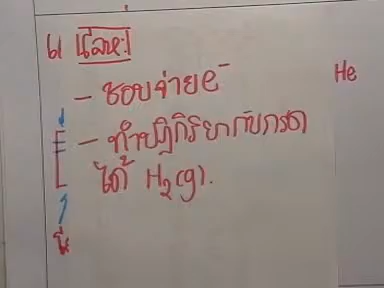 โลหะ
- ชอบจ่าย e⁻
He
- ทำปฏิกิริยากับกรด
ได้ H₂(g).